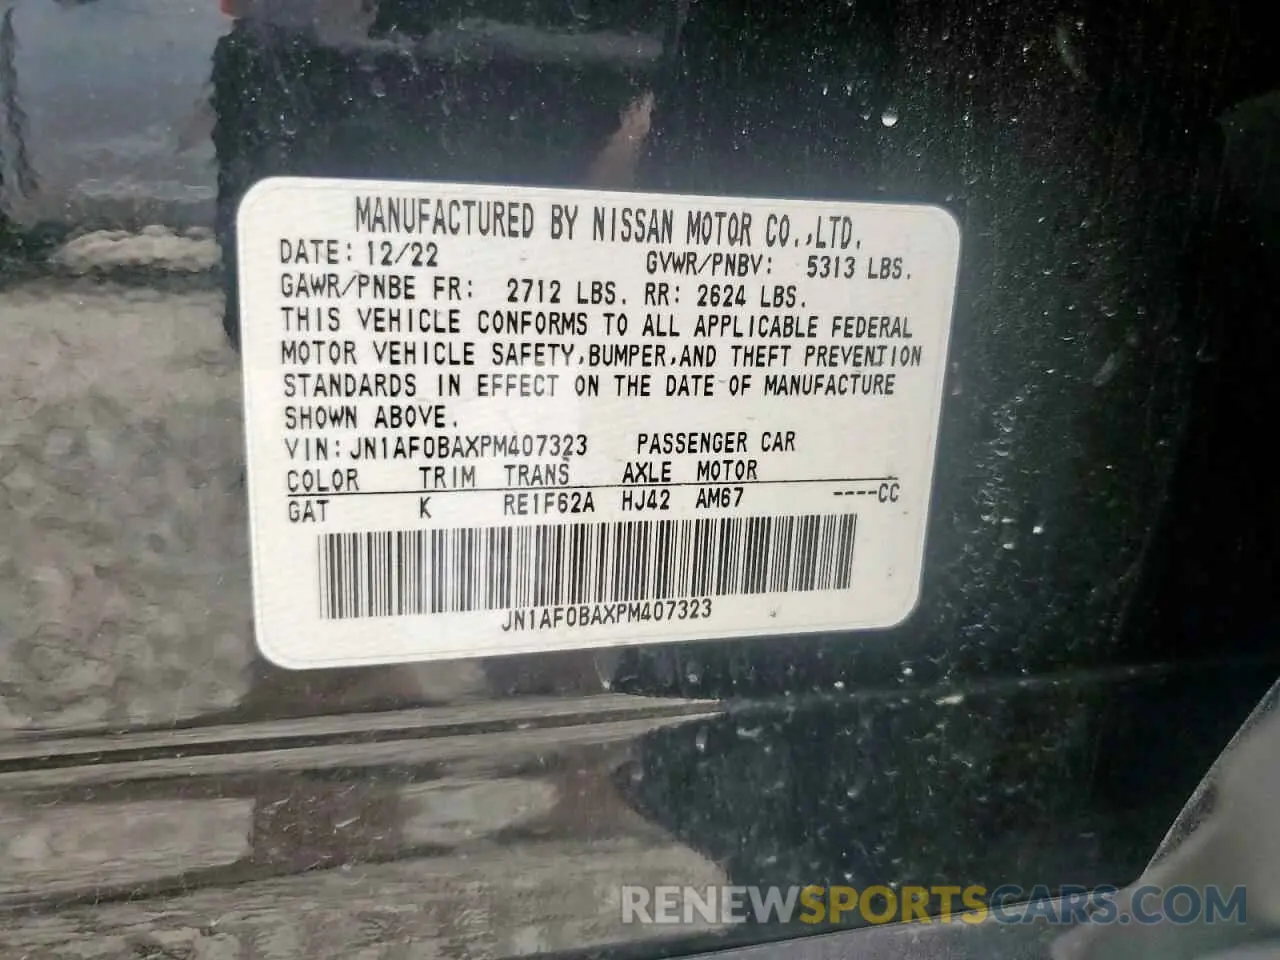 MANUFACTURED BY NISSAN MOTOR CO.,LTD.
DATE: 12/22 GVWR/PNBV: 5313 LBS.
GAWR/PNBE FR: 2712 LBS. RR: 2624 LBS.
THIS VEHICLE CONFORMS TO ALL APPLICABLE FEDERAL
MOTOR VEHICLE SAFETY,BUMPER,AND THEFT PREVENTION
STANDARDS IN EFFECT ON THE DATE OF MANUFACTURE
SHOWN ABOVE.
VIN: JN1AF0BAXPM407323 PASSENGER CAR
COLOR TRIM TRANS AXLE MOTOR
GAT K RE1F62A HJ42 AM67 ----CC
JN1AF0BAXPM407323
RENEWSPORTSCARS.COM